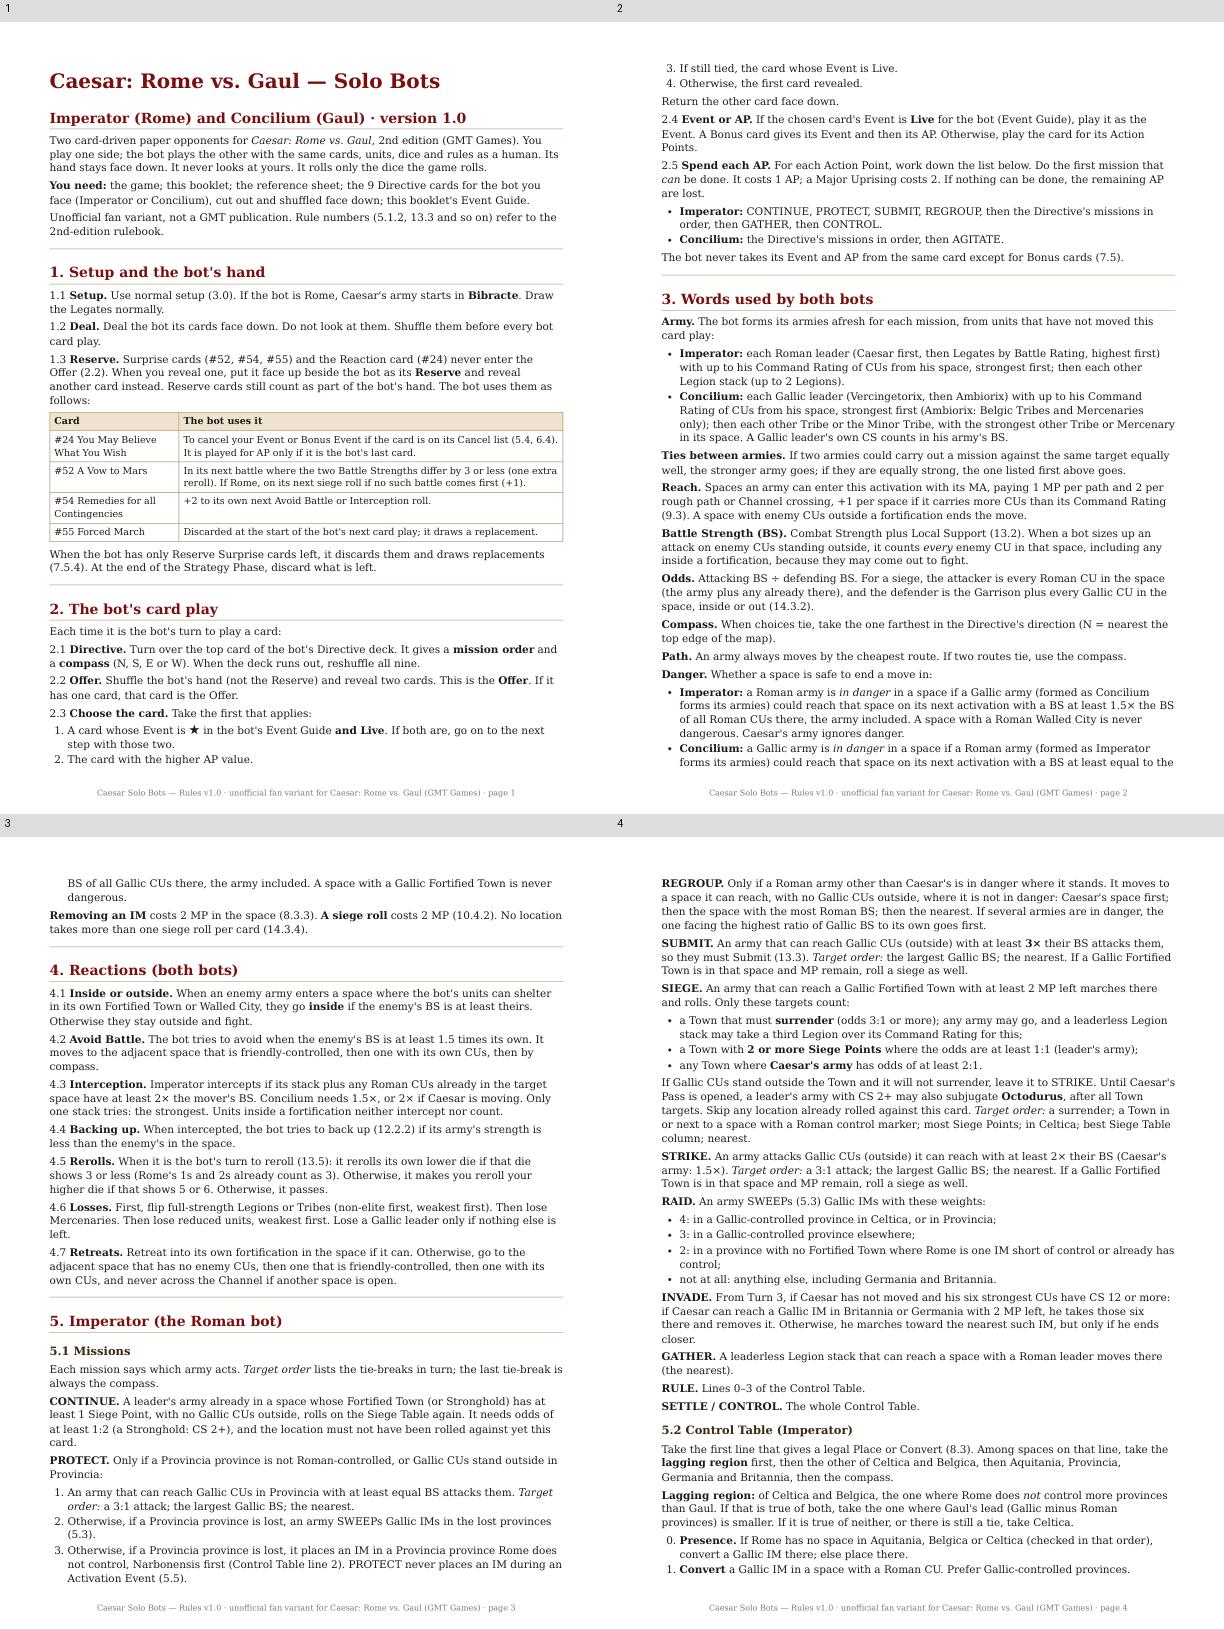 1
Caesar: Rome vs. Gaul — Solo Bots
Imperator (Rome) and Concilium (Gaul) · version 1.0
Two card-driven paper opponents for Caesar: Rome vs. Gaul, 2nd edition (GMT Games). You
play one side; the bot plays the other with the same cards, units, dice and rules as a human. Its
hand stays face down. It never looks at yours. It rolls only the dice the game rolls.
You need: the game; this booklet; the reference sheet; the 9 Directive cards for the bot you
face (Imperator or Concilium), cut out and shuffled face down; this booklet's Event Guide.
Unofficial fan variant, not a GMT publication. Rule numbers (5.1.2, 13.3 and so on) refer to the
2nd-edition rulebook.
1. Setup and the bot's hand
1.1 Setup. Use normal setup (3.0). If the bot is Rome, Caesar's army starts in Bibracte. Draw
the Legates normally.
1.2 Deal. Deal the bot its cards face down. Do not look at them. Shuffle them before every bot
card play.
1.3 Reserve. Surprise cards (#52, #54, #55) and the Reaction card (#24) never enter the
Offer (2.2). When you reveal one, put it face up beside the bot as its Reserve and reveal
another card instead. Reserve cards still count as part of the bot's hand. The bot uses them as
follows:
Card The bot uses it
#24 You May Believe What You Wish To cancel your Event or Bonus Event if the card is on its Cancel list (5.4, 6.4). It is played for AP only if it is the bot's last card.
#52 A Vow to Mars In its next battle where the two Battle Strengths differ by 3 or less (one extra reroll). If Rome, on its next siege roll if no such battle comes first (+1).
#54 Remedies for all Contingencies +2 to its own next Avoid Battle or Interception roll.
#55 Forced March Discarded at the start of the bot's next card play; it draws a replacement.
When the bot has only Reserve Surprise cards left, it discards them and draws replacements
(7.5.4). At the end of the Strategy Phase, discard what is left.
2. The bot's card play
Each time it is the bot's turn to play a card:
2.1 Directive. Turn over the top card of the bot's Directive deck. It gives a mission order and
a compass (N, S, E or W). When the deck runs out, reshuffle all nine.
2.2 Offer. Shuffle the bot's hand (not the Reserve) and reveal two cards. This is the Offer. If it
has one card, that card is the Offer.
2.3 Choose the card. Take the first that applies:
1. A card whose Event is ★ in the bot's Event Guide and Live. If both are, go on to the next
step with those two.
2. The card with the higher AP value.
Caesar Solo Bots — Rules v1.0 · unofficial fan variant for Caesar: Rome vs. Gaul (GMT Games) · page 1
2
3. If still tied, the card whose Event is Live.
4. Otherwise, the first card revealed.
Return the other card face down.
2.4 Event or AP. If the chosen card's Event is Live for the bot (Event Guide), play it as the
Event. A Bonus card gives its Event and then its AP. Otherwise, play the card for its Action
Points.
2.5 Spend each AP. For each Action Point, work down the list below. Do the first mission that
can be done. It costs 1 AP; a Major Uprising costs 2. If nothing can be done, the remaining AP
are lost.
• Imperator: CONTINUE, PROTECT, SUBMIT, REGROUP, then the Directive's missions in
order, then GATHER, then CONTROL.
• Concilium: the Directive's missions in order, then AGITATE.
The bot never takes its Event and AP from the same card except for Bonus cards (7.5).
3. Words used by both bots
Army. The bot forms its armies afresh for each mission, from units that have not moved this
card play:
• Imperator: each Roman leader (Caesar first, then Legates by Battle Rating, highest first)
with up to his Command Rating of CUs from his space, strongest first; then each other
Legion stack (up to 2 Legions).
• Concilium: each Gallic leader (Vercingetorix, then Ambiorix) with up to his Command
Rating of CUs from his space, strongest first (Ambiorix: Belgic Tribes and Mercenaries
only); then each other Tribe or the Minor Tribe, with the strongest other Tribe or Mercenary
in its space. A Gallic leader's own CS counts in his army's BS.
Ties between armies. If two armies could carry out a mission against the same target equally
well, the stronger army goes; if they are equally strong, the one listed first above goes.
Reach. Spaces an army can enter this activation with its MA, paying 1 MP per path and 2 per
rough path or Channel crossing, +1 per space if it carries more CUs than its Command Rating
(9.3). A space with enemy CUs outside a fortification ends the move.
Battle Strength (BS). Combat Strength plus Local Support (13.2). When a bot sizes up an
attack on enemy CUs standing outside, it counts every enemy CU in that space, including any
inside a fortification, because they may come out to fight.
Odds. Attacking BS ÷ defending BS. For a siege, the attacker is every Roman CU in the space
(the army plus any already there), and the defender is the Garrison plus every Gallic CU in the
space, inside or out (14.3.2).
Compass. When choices tie, take the one farthest in the Directive's direction (N = nearest the
top edge of the map).
Path. An army always moves by the cheapest route. If two routes tie, use the compass.
Danger. Whether a space is safe to end a move in:
• Imperator: a Roman army is in danger in a space if a Gallic army (formed as Concilium
forms its armies) could reach that space on its next activation with a BS at least 1.5× the BS
of all Roman CUs there, the army included. A space with a Roman Walled City is never
dangerous. Caesar's army ignores danger.
• Concilium: a Gallic army is in danger in a space if a Roman army (formed as Imperator
forms its armies) could reach that space on its next activation with a BS at least equal to the
Caesar Solo Bots — Rules v1.0 · unofficial fan variant for Caesar: Rome vs. Gaul (GMT Games) · page 2
3
BS of all Gallic CUs there, the army included. A space with a Gallic Fortified Town is never
dangerous.
Removing an IM costs 2 MP in the space (8.3.3). A siege roll costs 2 MP (10.4.2). No location
takes more than one siege roll per card (14.3.4).
4. Reactions (both bots)
4.1 Inside or outside. When an enemy army enters a space where the bot's units can shelter
in its own Fortified Town or Walled City, they go inside if the enemy's BS is at least theirs.
Otherwise they stay outside and fight.
4.2 Avoid Battle. The bot tries to avoid when the enemy's BS is at least 1.5 times its own. It
moves to the adjacent space that is friendly-controlled, then one with its own CUs, then by
compass.
4.3 Interception. Imperator intercepts if its stack plus any Roman CUs already in the target
space have at least 2× the mover's BS. Concilium needs 1.5×, or 2× if Caesar is moving. Only
one stack tries: the strongest. Units inside a fortification neither intercept nor count.
4.4 Backing up. When intercepted, the bot tries to back up (12.2.2) if its army's strength is
less than the enemy's in the space.
4.5 Rerolls. When it is the bot's turn to reroll (13.5): it rerolls its own lower die if that die
shows 3 or less (Rome's 1s and 2s already count as 3). Otherwise, it makes you reroll your
higher die if that shows 5 or 6. Otherwise, it passes.
4.6 Losses. First, flip full-strength Legions or Tribes (non-elite first, weakest first). Then lose
Mercenaries. Then lose reduced units, weakest first. Lose a Gallic leader only if nothing else is
left.
4.7 Retreats. Retreat into its own fortification in the space if it can. Otherwise, go to the
adjacent space that has no enemy CUs, then one that is friendly-controlled, then one with its
own CUs, and never across the Channel if another space is open.
5. Imperator (the Roman bot)
5.1 Missions
Each mission says which army acts. Target order lists the tie-breaks in turn; the last tie-break is
always the compass.
CONTINUE. A leader's army already in a space whose Fortified Town (or Stronghold) has at
least 1 Siege Point, with no Gallic CUs outside, rolls on the Siege Table again. It needs odds of
at least 1:2 (a Stronghold: CS 2+), and the location must not have been rolled against yet this
card.
PROTECT. Only if a Provincia province is not Roman-controlled, or Gallic CUs stand outside in
Provincia:
1. An army that can reach Gallic CUs in Provincia with at least equal BS attacks them. Target
order: a 3:1 attack; the largest Gallic BS; the nearest.
2. Otherwise, if a Provincia province is lost, an army SWEEPs Gallic IMs in the lost provinces
(5.3).
3. Otherwise, if a Provincia province is lost, it places an IM in a Provincia province Rome does
not control, Narbonensis first (Control Table line 2). PROTECT never places an IM during an
Activation Event (5.5).
Caesar Solo Bots — Rules v1.0 · unofficial fan variant for Caesar: Rome vs. Gaul (GMT Games) · page 3
4
REGROUP. Only if a Roman army other than Caesar's is in danger where it stands. It moves to
a space it can reach, with no Gallic CUs outside, where it is not in danger: Caesar's space first;
then the space with the most Roman BS; then the nearest. If several armies are in danger, the
one facing the highest ratio of Gallic BS to its own goes first.
SUBMIT. An army that can reach Gallic CUs (outside) with at least 3× their BS attacks them,
so they must Submit (13.3). Target order: the largest Gallic BS; the nearest. If a Gallic Fortified
Town is in that space and MP remain, roll a siege as well.
SIEGE. An army that can reach a Gallic Fortified Town with at least 2 MP left marches there
and rolls. Only these targets count:
• a Town that must surrender (odds 3:1 or more); any army may go, and a leaderless Legion
stack may take a third Legion over its Command Rating for this;
• a Town with 2 or more Siege Points where the odds are at least 1:1 (leader's army);
• any Town where Caesar's army has odds of at least 2:1.
If Gallic CUs stand outside the Town and it will not surrender, leave it to STRIKE. Until Caesar's
Pass is opened, a leader's army with CS 2+ may also subjugate Octodurus, after all Town
targets. Skip any location already rolled against this card. Target order: a surrender; a Town in
or next to a space with a Roman control marker; most Siege Points; in Celtica; best Siege Table
column; nearest.
STRIKE. An army attacks Gallic CUs (outside) it can reach with at least 2× their BS (Caesar's
army: 1.5×). Target order: a 3:1 attack; the largest Gallic BS; the nearest. If a Gallic Fortified
Town is in that space and MP remain, roll a siege as well.
RAID. An army SWEEPs (5.3) Gallic IMs with these weights:
• 4: in a Gallic-controlled province in Celtica, or in Provincia;
• 3: in a Gallic-controlled province elsewhere;
• 2: in a province with no Fortified Town where Rome is one IM short of control or already has
control;
• not at all: anything else, including Germania and Britannia.
INVADE. From Turn 3, if Caesar has not moved and his six strongest CUs have CS 12 or more:
if Caesar can reach a Gallic IM in Britannia or Germania with 2 MP left, he takes those six
there and removes it. Otherwise, he marches toward the nearest such IM, but only if he ends
closer.
GATHER. A leaderless Legion stack that can reach a space with a Roman leader moves there
(the nearest).
RULE. Lines 0–3 of the Control Table.
SETTLE / CONTROL. The whole Control Table.
5.2 Control Table (Imperator)
Take the first line that gives a legal Place or Convert (8.3). Among spaces on that line, take the
lagging region first, then the other of Celtica and Belgica, then Aquitania, Provincia,
Germania and Britannia, then the compass.
Lagging region: of Celtica and Belgica, the one where Rome does not control more provinces
than Gaul. If that is true of both, take the one where Gaul's lead (Gallic minus Roman
provinces) is smaller. If it is true of neither, or there is still a tie, take Celtica.
0. Presence. If Rome has no space in Aquitania, Belgica or Celtica (checked in that order),
convert a Gallic IM there; else place there.
1. Convert a Gallic IM in a space with a Roman CU. Prefer Gallic-controlled provinces.
Caesar Solo Bots — Rules v1.0 · unofficial fan variant for Caesar: Rome vs. Gaul (GMT Games) · page 4